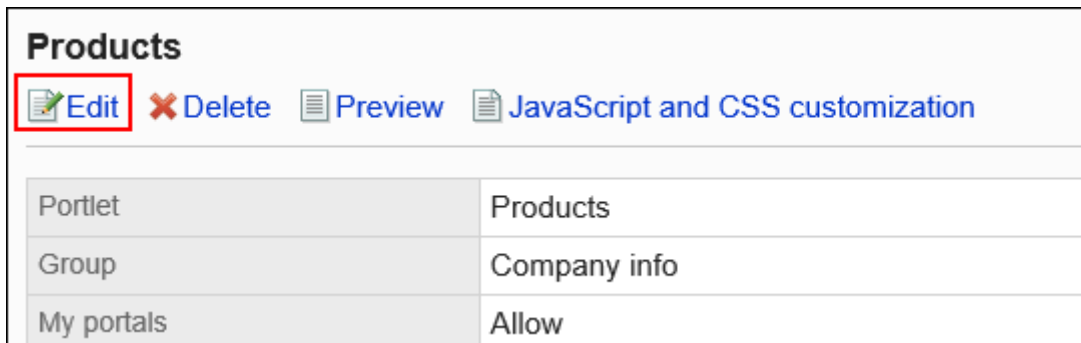 Products
Edit Delete Preview JavaScript and CSS customization
Portlet Products
Group Company info
My portals Allow